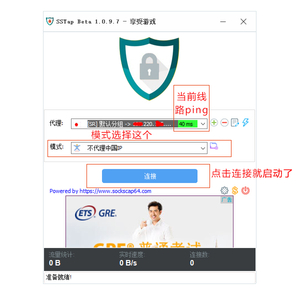 SSTap Beta 1.0.9.7 - 享受游戏
当前线路ping
代理: [SR] 默认分组 -> 220. 40 ms
模式选择这个
模式: 不代理中国IP
连接
点击连接就启动了
Powered by https://www.sockscap64.com
广告
ETS GRE.
GRE 普通考试
流量统计: 实时速度: 连接数:
0 B 0 B/s 0
准备就绪!